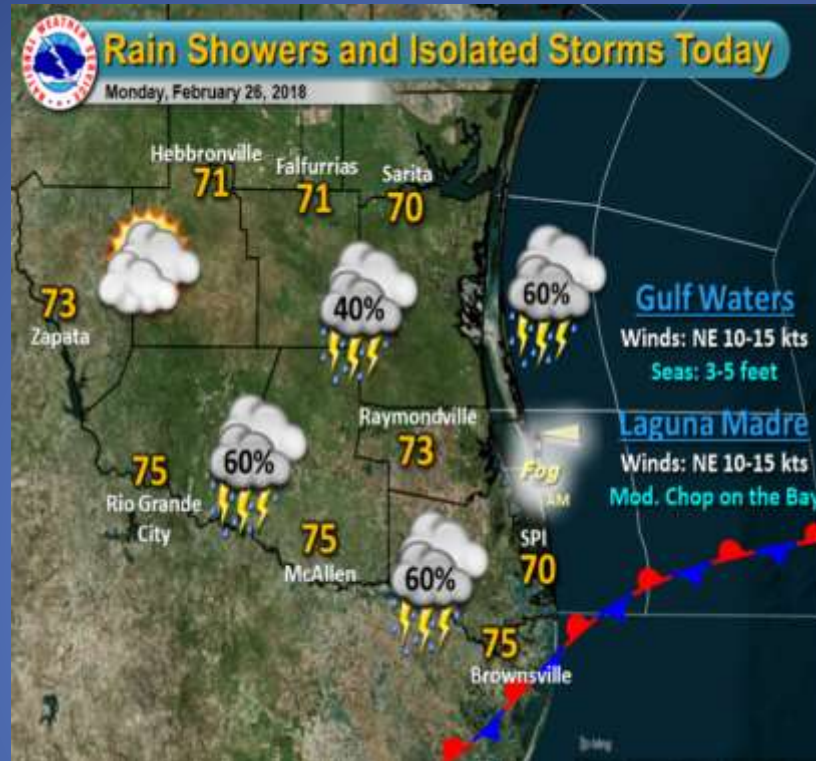 NATIONAL WEATHER SERVICE
Rain Showers and Isolated Storms Today
Monday, February 26, 2018
Hebbronville
71
Falfurrias
71
Sarita
70
73
Zapata
40%
60%
Gulf Waters
Winds: NE 10-15 kts
Seas: 3-5 feet
Laguna Madre
Winds: NE 10-15 kts
Mod. Chop on the Bay
Raymondville
73
Fog
AM
60%
75
Rio Grande
City
75
McAllen
60%
SPI
70
75
Brownsville